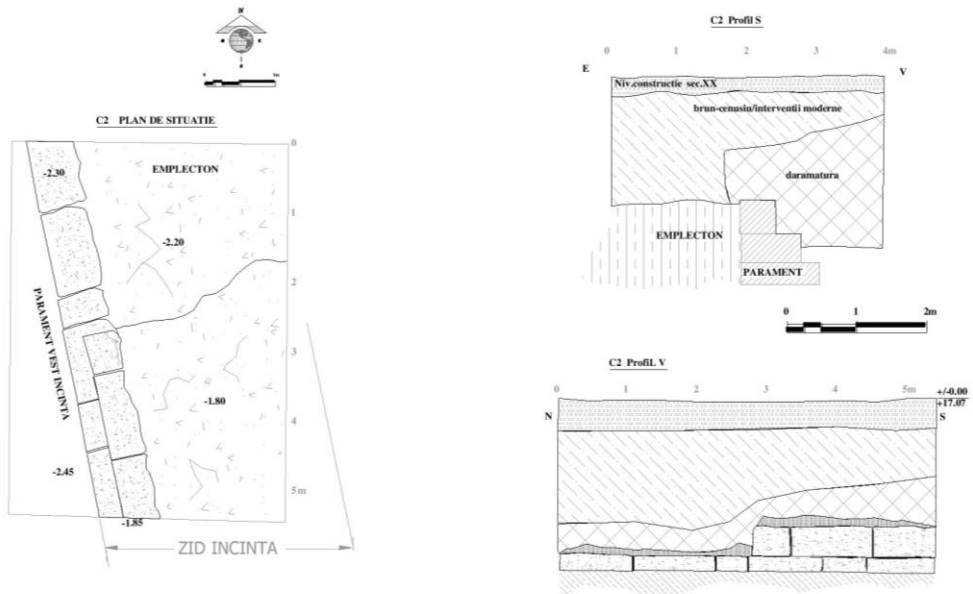 N
0 1m
C2 PLAN DE SITUATIE
0
-2.30
EMPLECTON
1
-2.20
2
PARAMENT VEST INCINTA
3
-1.80
4
-2.45
5m
-1.85
ZID INCINTA
C2 Profil S
0 1 2 3 4m
E V
Niv.constructie sec.XX
brun-cenusiu/interventii moderne
daramatura
EMPLECTON
PARAMENT
0 1 2m
C2 ProfiL V
0 1 2 3 4 5m
+/-0.00
+17.07
N S